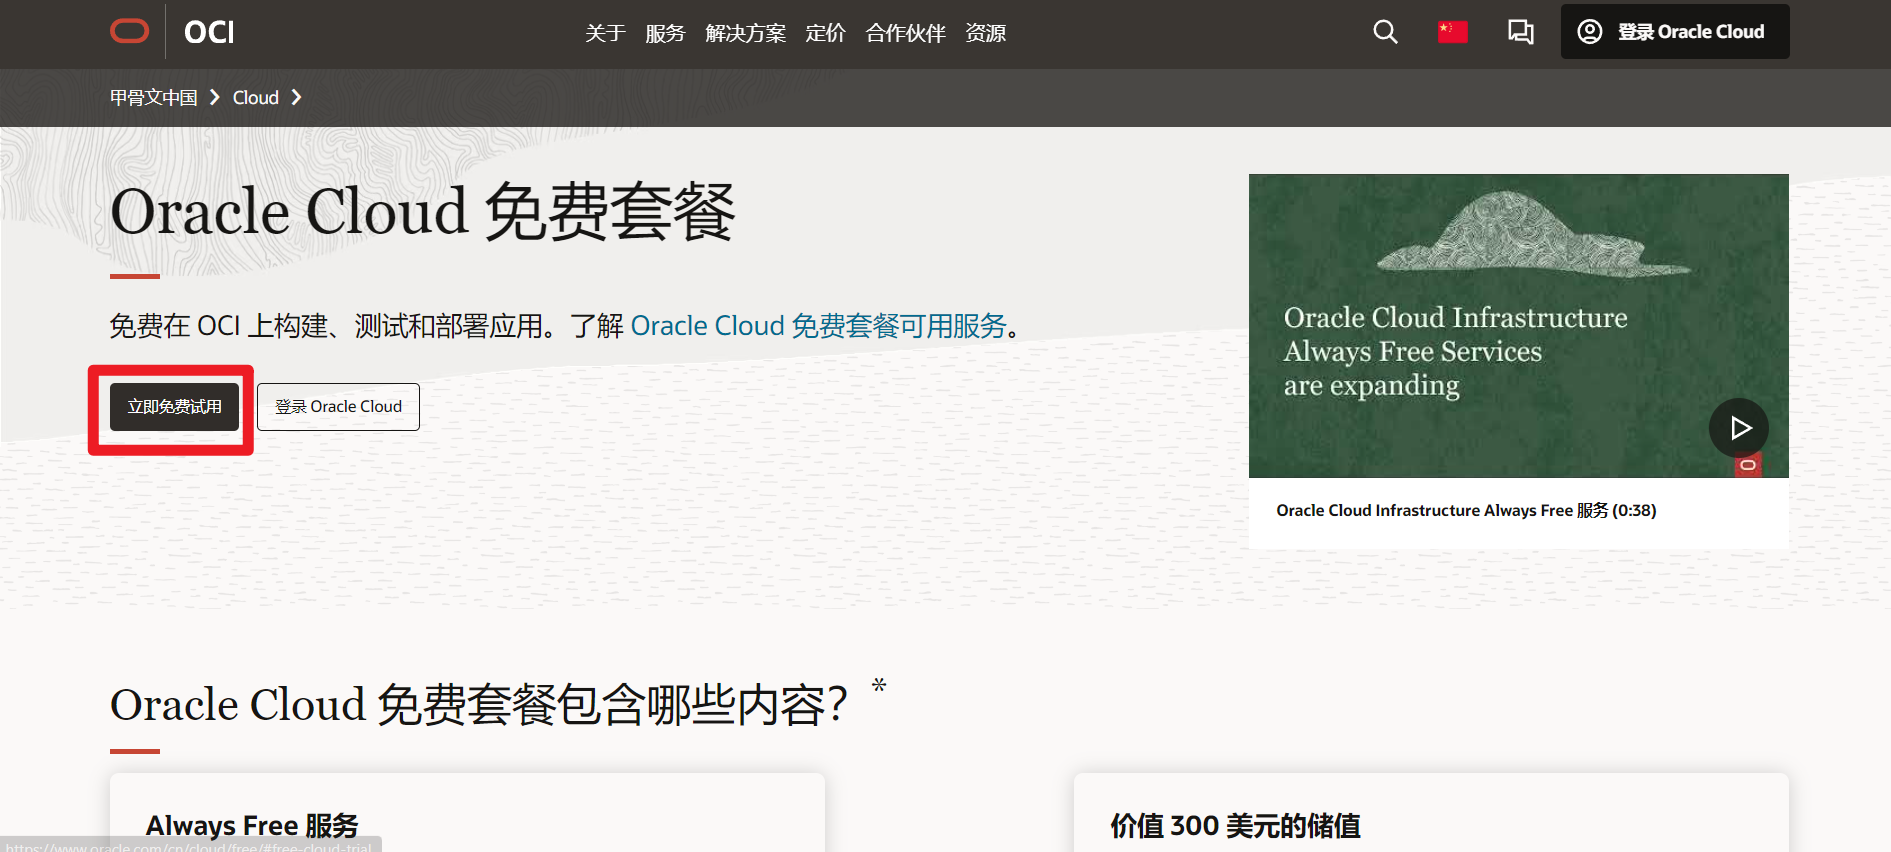 OCI
关于 服务 解决方案 定价 合作伙伴 资源
登录 Oracle Cloud
甲骨文中国 Cloud
Oracle Cloud 免费套餐
免费在 OCI 上构建、测试和部署应用。了解 Oracle Cloud 免费套餐可用服务。
立即免费试用
登录 Oracle Cloud
Oracle Cloud Infrastructure
Always Free Services
are expanding
Oracle Cloud Infrastructure Always Free 服务 (0:38)
Oracle Cloud 免费套餐包含哪些内容？*
Always Free 服务
价值 300 美元的储值
https://www.oracle.com/cn/cloud/free/#free-cloud-trial